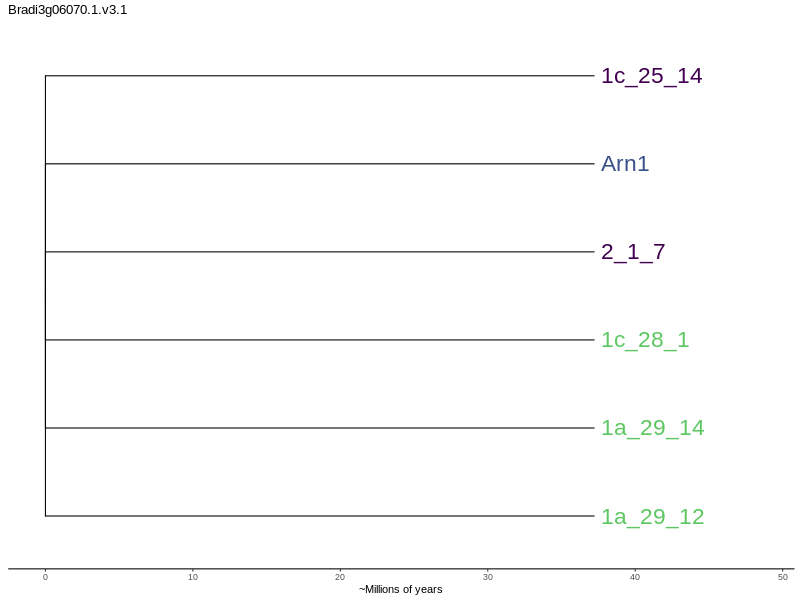 Bradi3g06070.1.v3.1
1c_25_14
Arn1
2_1_7
1c_28_1
1a_29_14
1a_29_12
0 10 20 30 40 50
~Millions of years